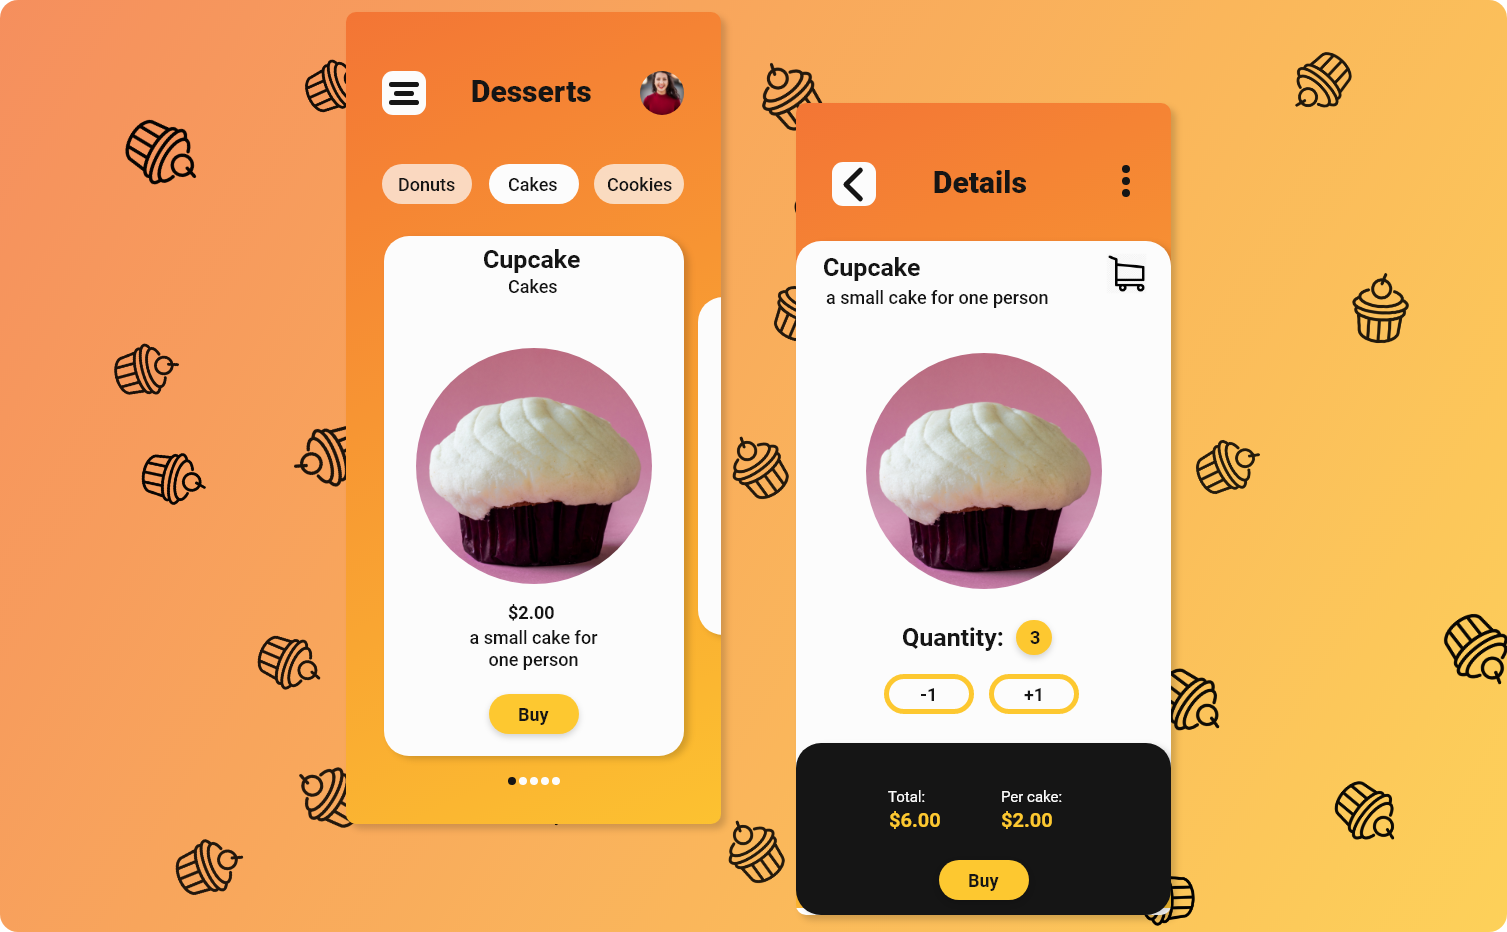 Desserts
Donuts
Cakes
Cookies
Cupcake
Cakes
$2.00
a small cake for
one person
Buy
Details
Cupcake
a small cake for one person
Quantity: 3
-1
+1
Total:
$6.00
Per cake:
$2.00
Buy